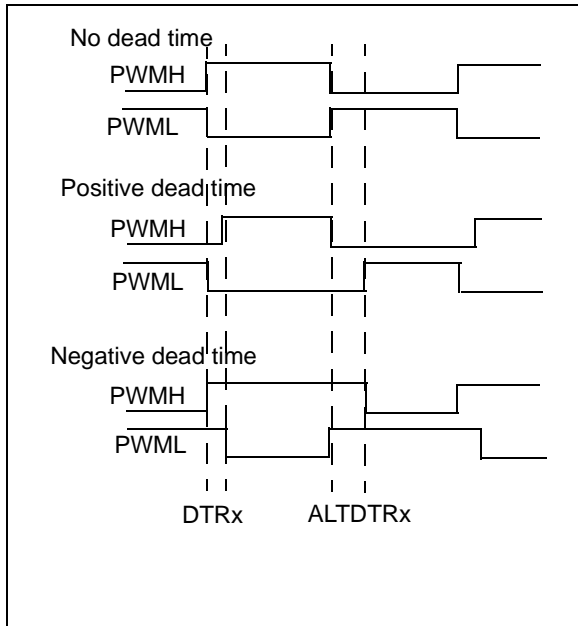 No dead time
PWMH
PWML
Positive dead time
PWMH
PWML
Negative dead time
PWMH
PWML
DTRx ALTDTRx